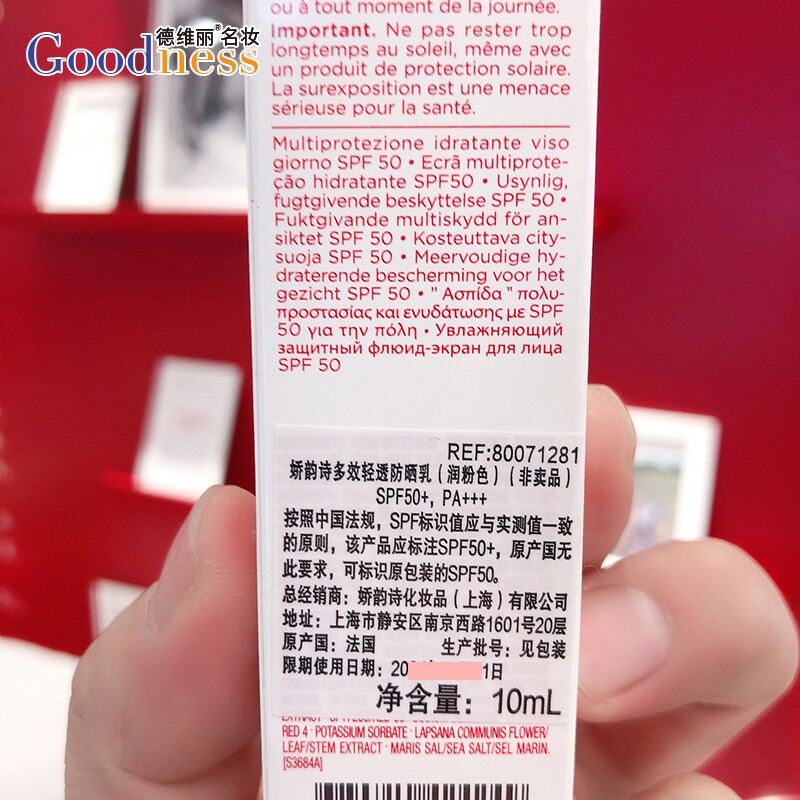 德维丽®名妆
Goodness
ou à tout moment de la journée.
Important. Ne pas rester trop
longtemps au soleil, même avec
un produit de protection solaire.
La surexposition est une menace
sérieuse pour la santé.
Multiprotezione idratante viso
giorno SPF 50 • Ecrã multiprote-
ção hidratante SPF50 • Usynlig,
fugtgivende beskyttelse SPF 50 •
Fuktgivande multiskydd för an-
siktet SPF 50 • Kosteuttava city-
suoja SPF 50 • Meervoudige hy-
draterende bescherming voor het
gezicht SPF 50 • "Ασπίδα" πολυ-
προστασίας και ενυδάτωσης με SPF
50 για την πόλη • Увлажняющий
защитный флюид-экран для лица
SPF 50
REF:80071281
娇韵诗多效轻透防晒乳（润粉色）（非卖品）
SPF50+, PA+++
按照中国法规，SPF标识值应与实测值一致
的原则，该产品应标注SPF50+，原产国无
此要求，可标识原包装的SPF50。
总经销商：娇韵诗化妆品（上海）有限公司
地址：上海市静安区南京西路1601号20层
原产国：法国 生产批号：见包装
限期使用日期：20 1日
净含量：10mL
RED 4 · POTASSIUM SORBATE · LAPSANA COMMUNIS FLOWER/
LEAF/STEM EXTRACT · MARIS SAL/SEA SALT/SEL MARIN.
[S3684A]